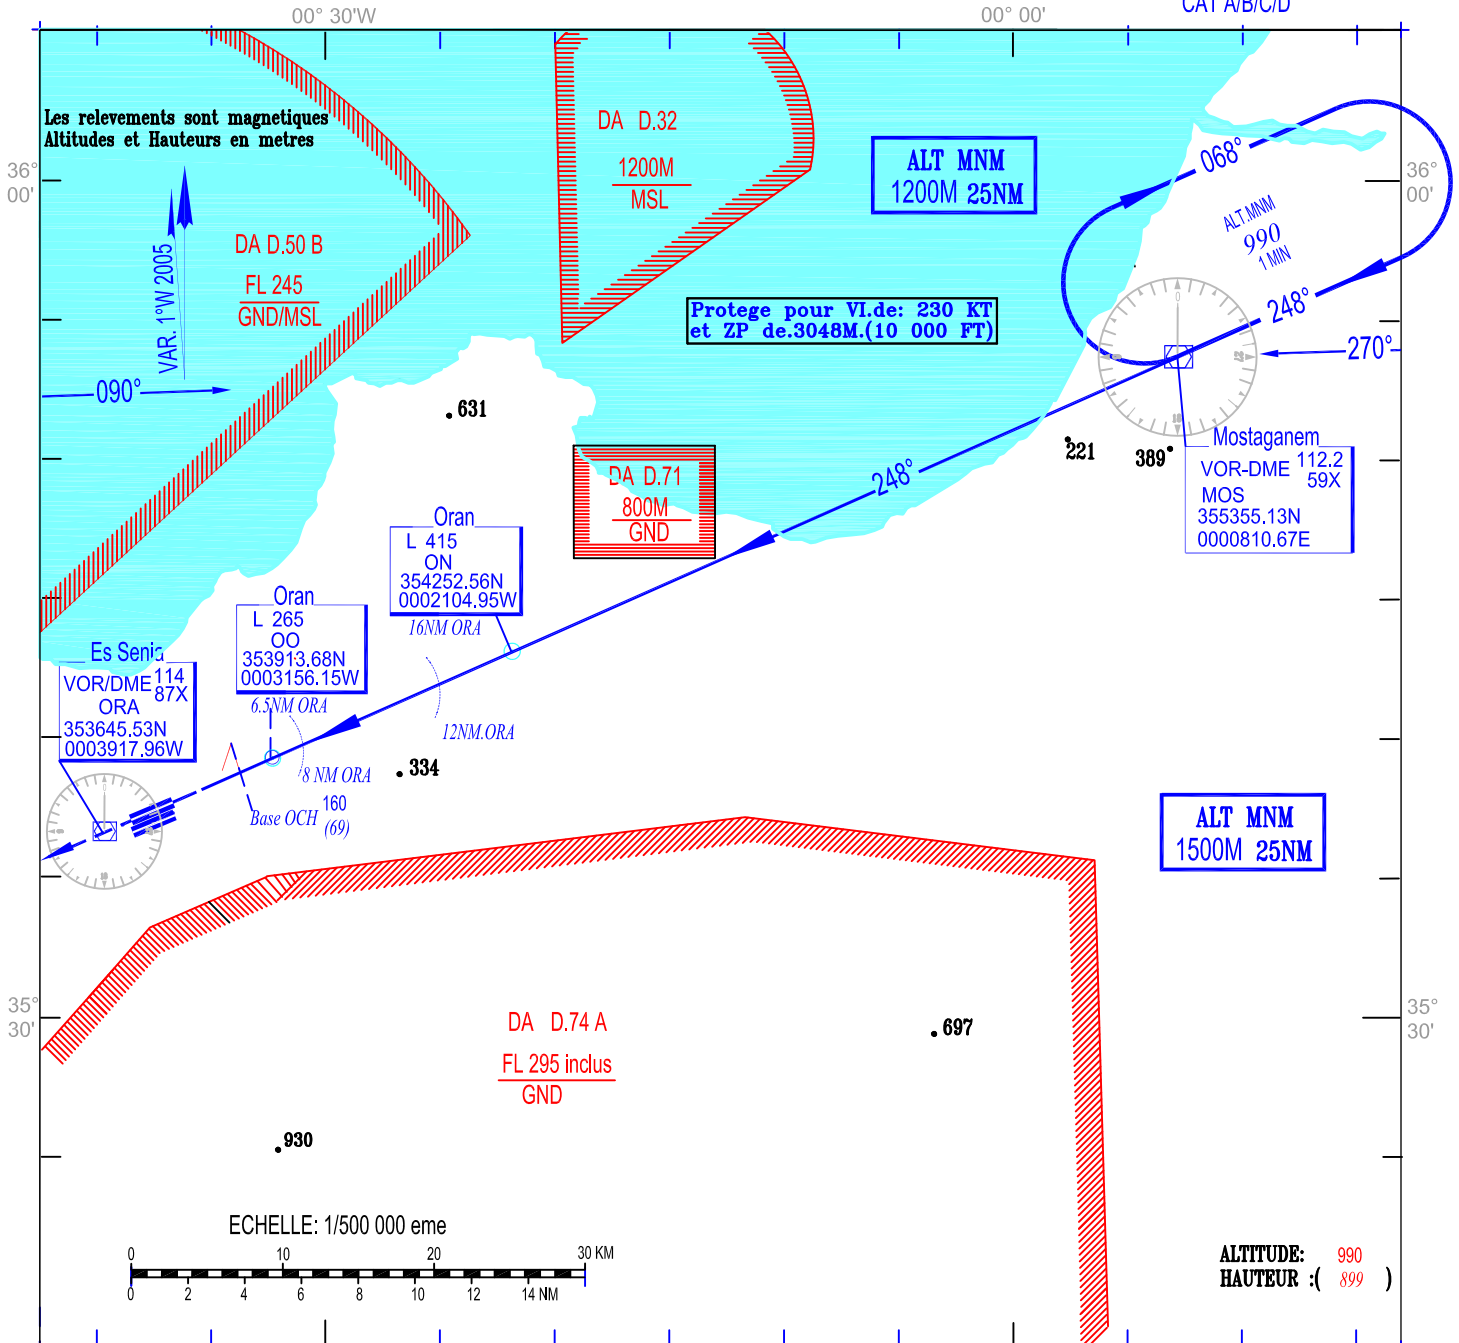 CAT A/B/C/D
00° 30'W
00° 00'
Les relevements sont magnetiques
Altitudes et Hauteurs en metres
36°
00'
36°
00'
VAR. 1°W 2005
DA D.50 B
FL 245
GND/MSL
DA D.32
1200M
MSL
ALT MNM
1200M 25NM
068°
ALT.MNM
990
1 MIN
248°
270°
Protege pour VI.de: 230 KT
et ZP de.3048M.(10 000 FT)
090°
631
221
389
248°
Mostaganem
VOR-DME 112.2
59X
MOS
355355.13N
0000810.67E
DA D.71
800M
GND
Oran
L 415
ON
354252.56N
0002104.95W
16NM ORA
Oran
L 265
OO
353913.68N
0003156.15W
6.5NM ORA
Es Senia
VOR/DME 114
87X
ORA
353645.53N
0003917.96W
12NM.ORA
8 NM ORA
334
Base OCH 160
(69)
ALT MNM
1500M 25NM
35°
30'
35°
30'
DA D.74 A
FL 295 inclus
GND
697
930
ECHELLE: 1/500 000 eme
0 10 20 30 KM
0 2 4 6 8 10 12 14 NM
ALTITUDE: 990
HAUTEUR :( 899 )